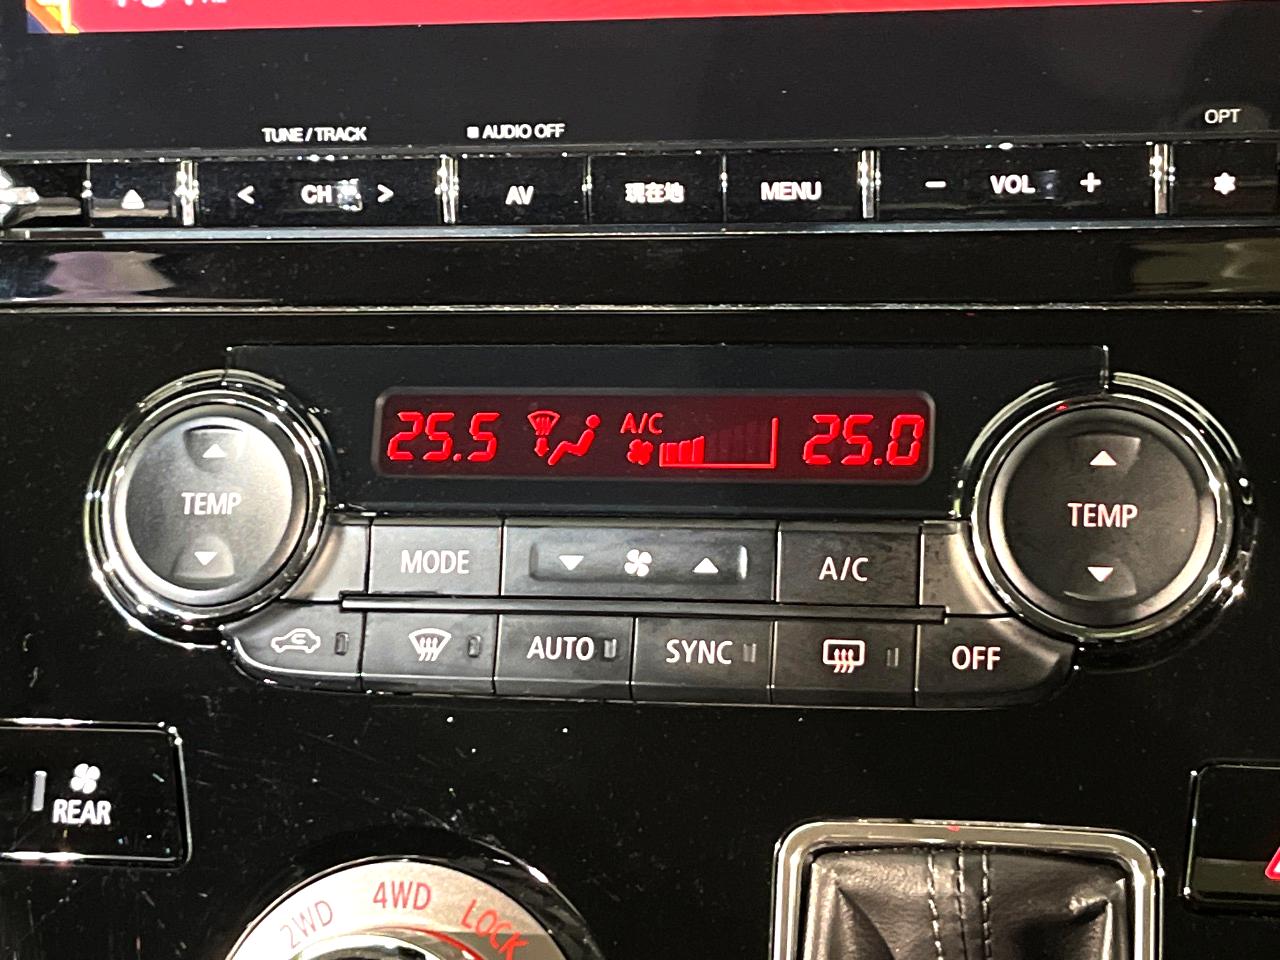 TUNE / TRACK
AUDIO OFF
OPT
< CH > AV 現在地 MENU − VOL + ✱
25.5 A/C 25.0
TEMP
TEMP
MODE A/C
AUTO SYNC OFF
REAR
2WD 4WD LOCK